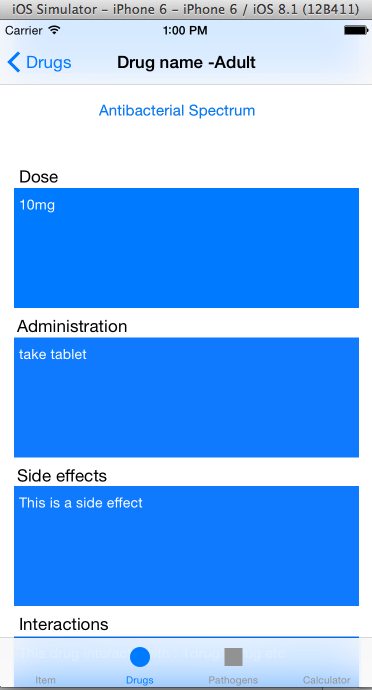 iOS Simulator - iPhone 6 - iPhone 6 / iOS 8.1 (12B411)
Carrier 1:00 PM
Drugs Drug name -Adult
Antibacterial Spectrum
Dose
10mg
Administration
take tablet
Side effects
This is a side effect
Interactions
Item Drugs Pathogens Calculator